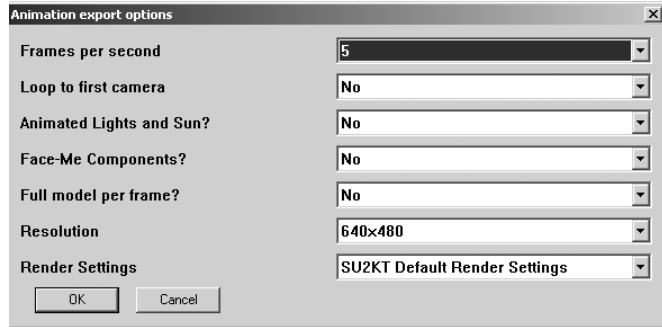 Animation export options
Frames per second 5
Loop to first camera No
Animated Lights and Sun? No
Face-Me Components? No
Full model per frame? No
Resolution 640x480
Render Settings SU2KT Default Render Settings
OK Cancel